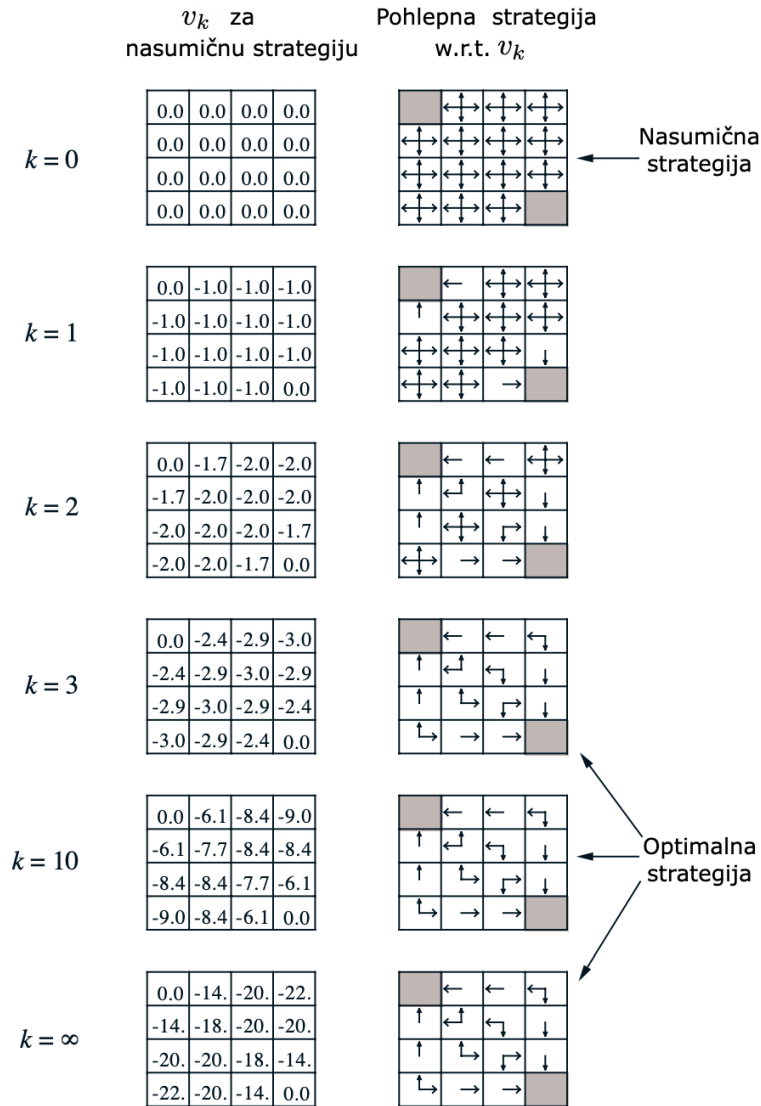 v_k za
nasumičnu strategiju
Pohlepna strategija
w.r.t. v_k
k = 0
0.0 0.0 0.0 0.0
0.0 0.0 0.0 0.0
0.0 0.0 0.0 0.0
0.0 0.0 0.0 0.0
Nasumična
strategija
k = 1
0.0 -1.0 -1.0 -1.0
-1.0 -1.0 -1.0 -1.0
-1.0 -1.0 -1.0 -1.0
-1.0 -1.0 -1.0 0.0
k = 2
0.0 -1.7 -2.0 -2.0
-1.7 -2.0 -2.0 -2.0
-2.0 -2.0 -2.0 -1.7
-2.0 -2.0 -1.7 0.0
k = 3
0.0 -2.4 -2.9 -3.0
-2.4 -2.9 -3.0 -2.9
-2.9 -3.0 -2.9 -2.4
-3.0 -2.9 -2.4 0.0
k = 10
0.0 -6.1 -8.4 -9.0
-6.1 -7.7 -8.4 -8.4
-8.4 -8.4 -7.7 -6.1
-9.0 -8.4 -6.1 0.0
Optimalna
strategija
k = ∞
0.0 -14. -20. -22.
-14. -18. -20. -20.
-20. -20. -18. -14.
-22. -20. -14. 0.0